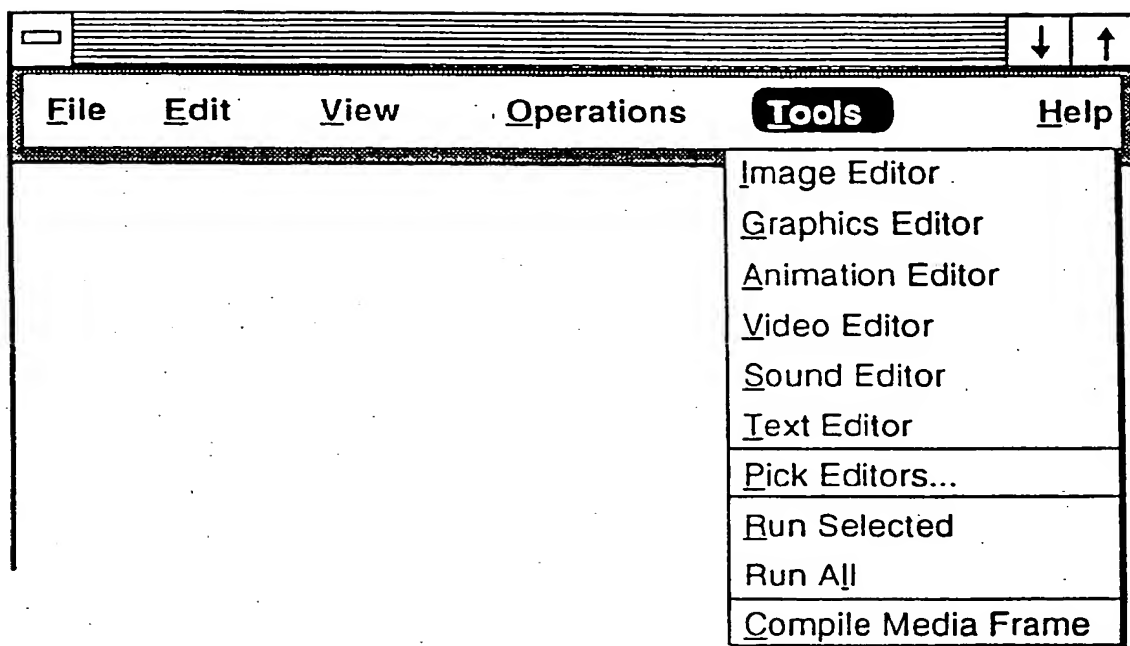 File Edit View Operations Tools Help
Image Editor
Graphics Editor
Animation Editor
Video Editor
Sound Editor
Text Editor
Pick Editors...
Run Selected
Run All
Compile Media Frame